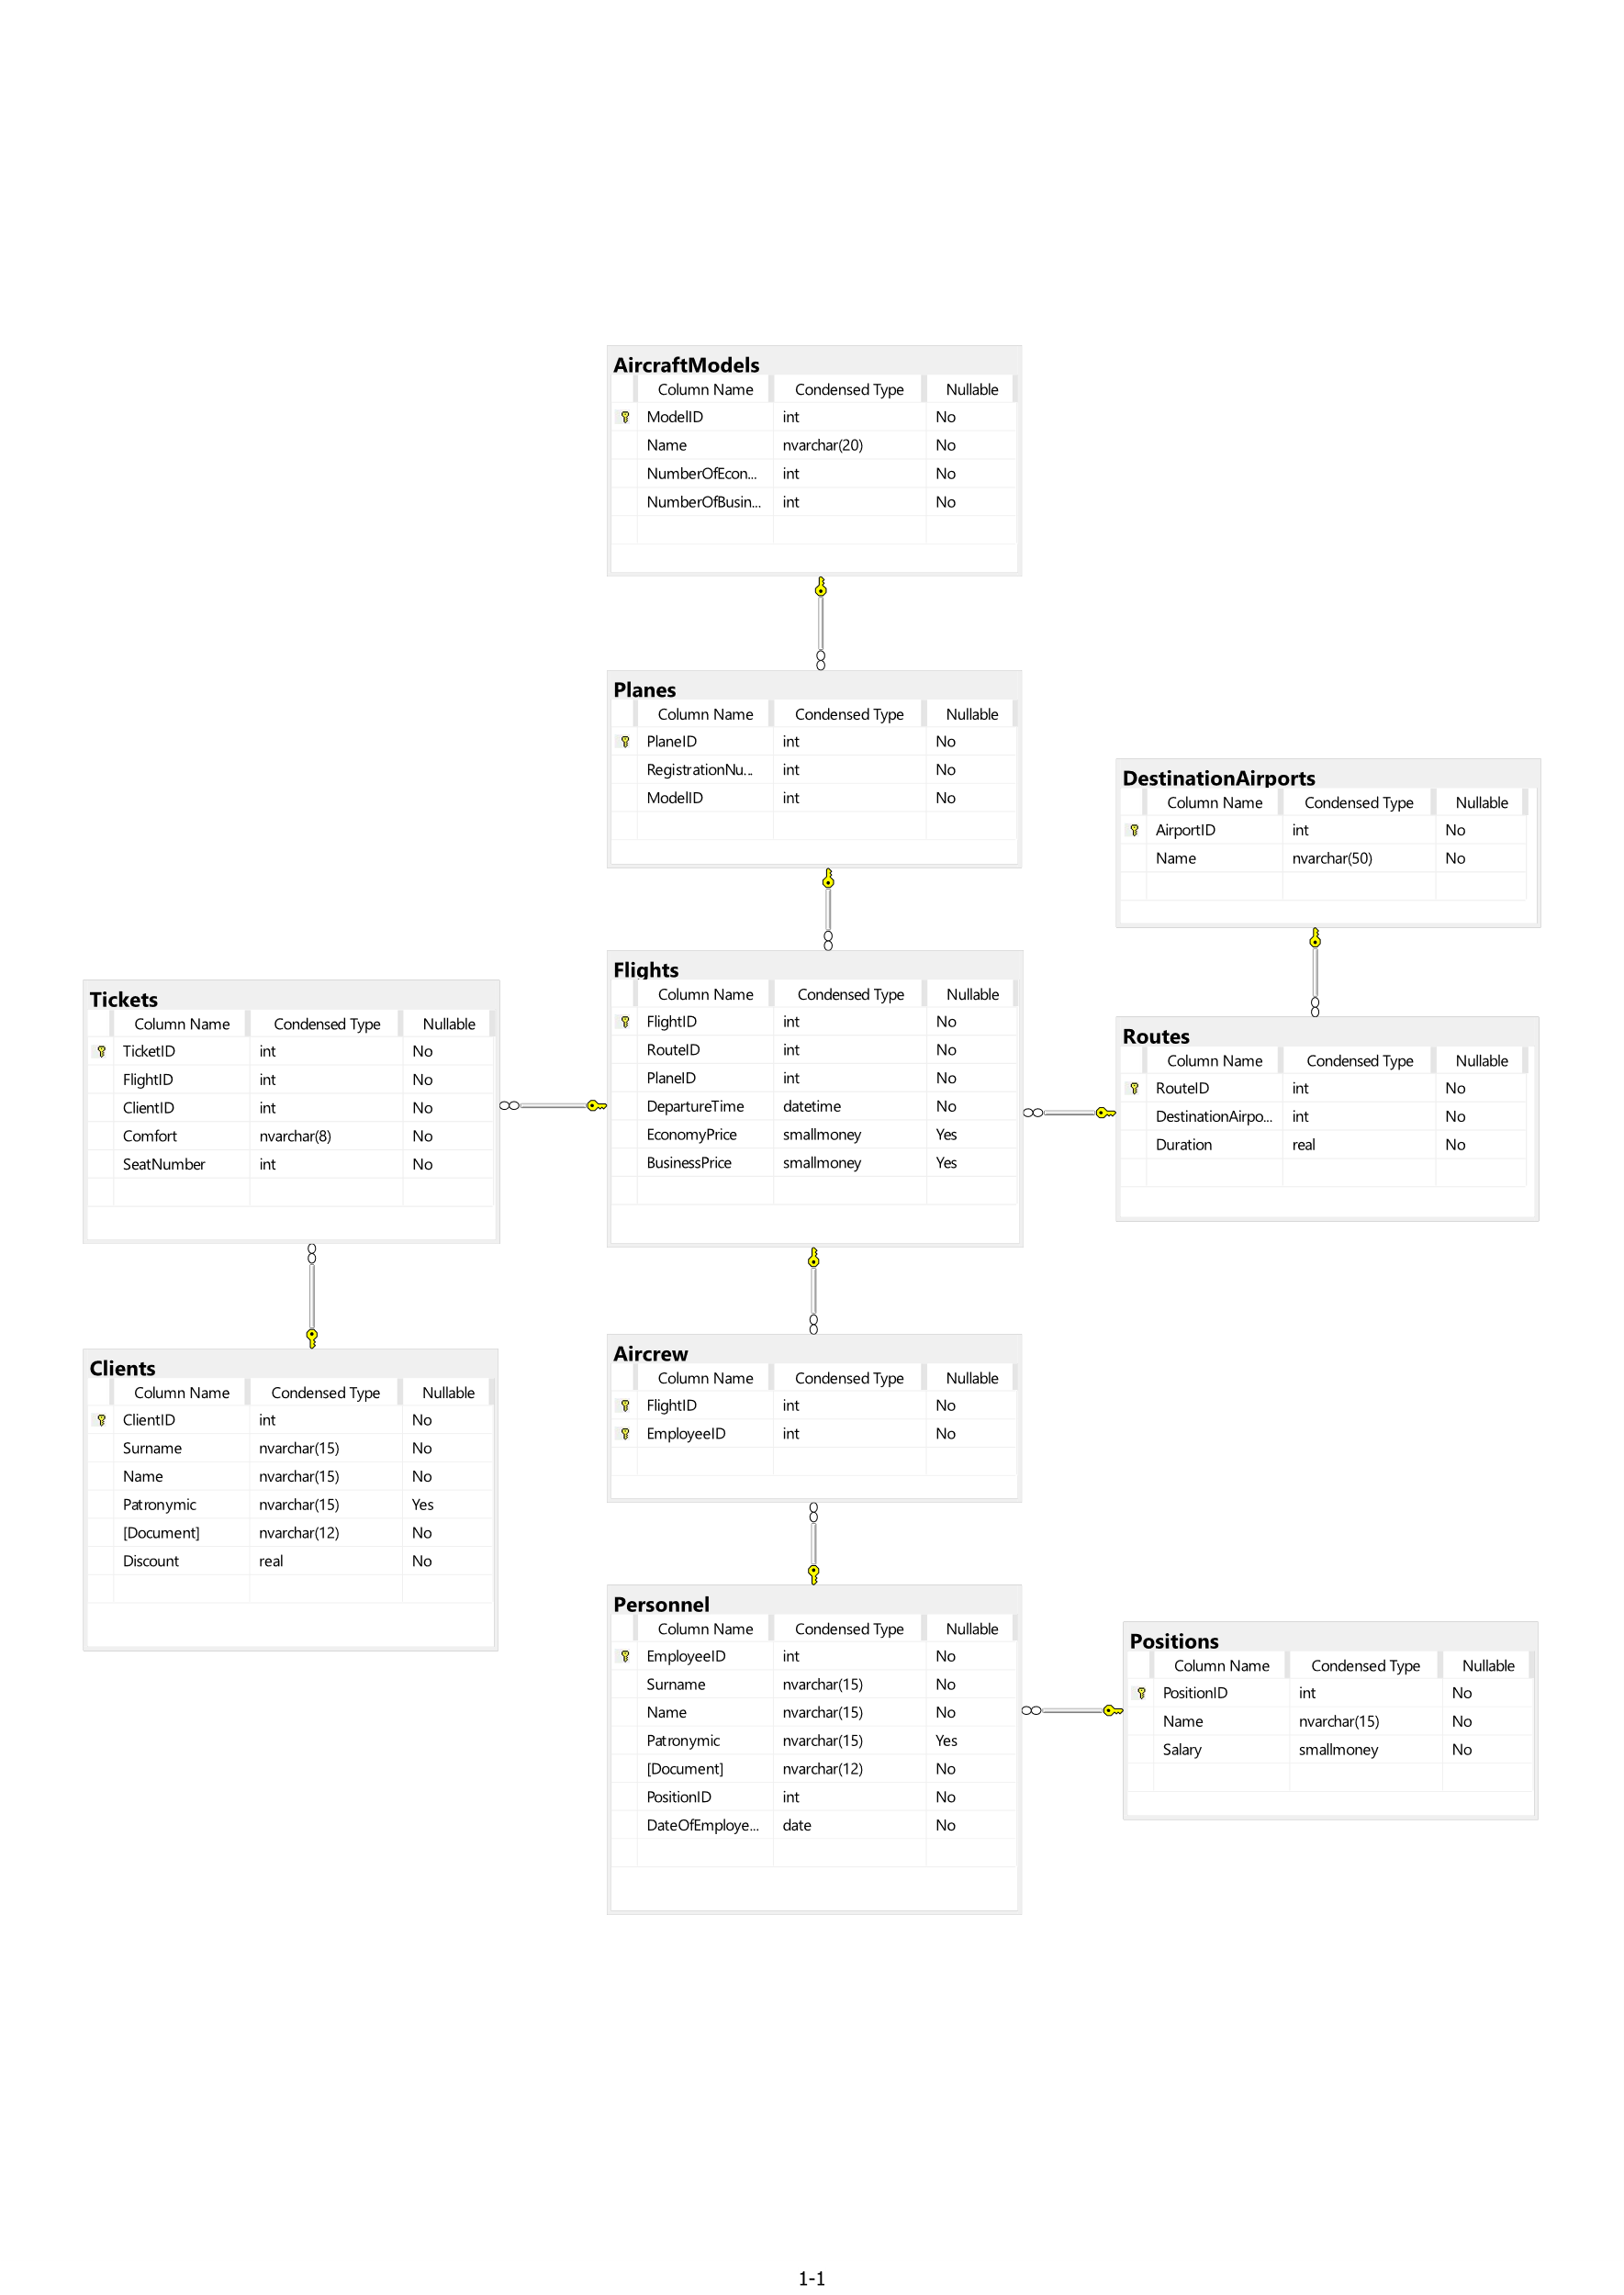 AircraftModels
Column Name Condensed Type Nullable
ModelID int No
Name nvarchar(20) No
NumberOfEcon... int No
NumberOfBusin... int No
Planes
Column Name Condensed Type Nullable
PlaneID int No
RegistrationNu... int No
ModelID int No
DestinationAirports
Column Name Condensed Type Nullable
AirportID int No
Name nvarchar(50) No
Tickets
Column Name Condensed Type Nullable
TicketID int No
FlightID int No
ClientID int No
Comfort nvarchar(8) No
SeatNumber int No
Flights
Column Name Condensed Type Nullable
FlightID int No
RouteID int No
PlaneID int No
DepartureTime datetime No
EconomyPrice smallmoney Yes
BusinessPrice smallmoney Yes
Routes
Column Name Condensed Type Nullable
RouteID int No
DestinationAirpo... int No
Duration real No
Clients
Column Name Condensed Type Nullable
ClientID int No
Surname nvarchar(15) No
Name nvarchar(15) No
Patronymic nvarchar(15) Yes
[Document] nvarchar(12) No
Discount real No
Aircrew
Column Name Condensed Type Nullable
FlightID int No
EmployeeID int No
Personnel
Column Name Condensed Type Nullable
EmployeeID int No
Surname nvarchar(15) No
Name nvarchar(15) No
Patronymic nvarchar(15) Yes
[Document] nvarchar(12) No
PositionID int No
DateOfEmploye... date No
Positions
Column Name Condensed Type Nullable
PositionID int No
Name nvarchar(15) No
Salary smallmoney No
1-1